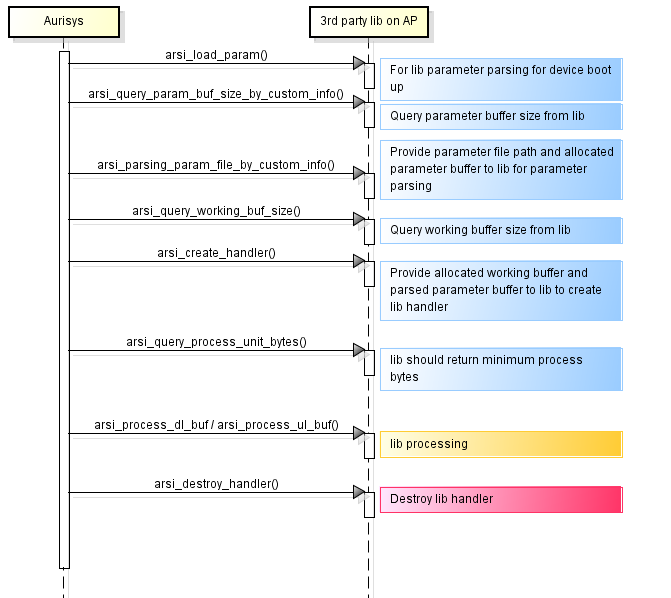 Aurisys
3rd party lib on AP
arsi_load_param()
For lib parameter parsing for device boot
up
arsi_query_param_buf_size_by_custom_info()
Query parameter buffer size from lib
arsi_parsing_param_file_by_custom_info()
Provide parameter file path and allocated
parameter buffer to lib for parameter
parsing
arsi_query_working_buf_size()
Query working buffer size from lib
arsi_create_handler()
Provide allocated working buffer and
parsed parameter buffer to lib to create
lib handler
arsi_query_process_unit_bytes()
lib should return minimum process
bytes
arsi_process_dl_buf / arsi_process_ul_buf()
lib processing
arsi_destroy_handler()
Destroy lib handler